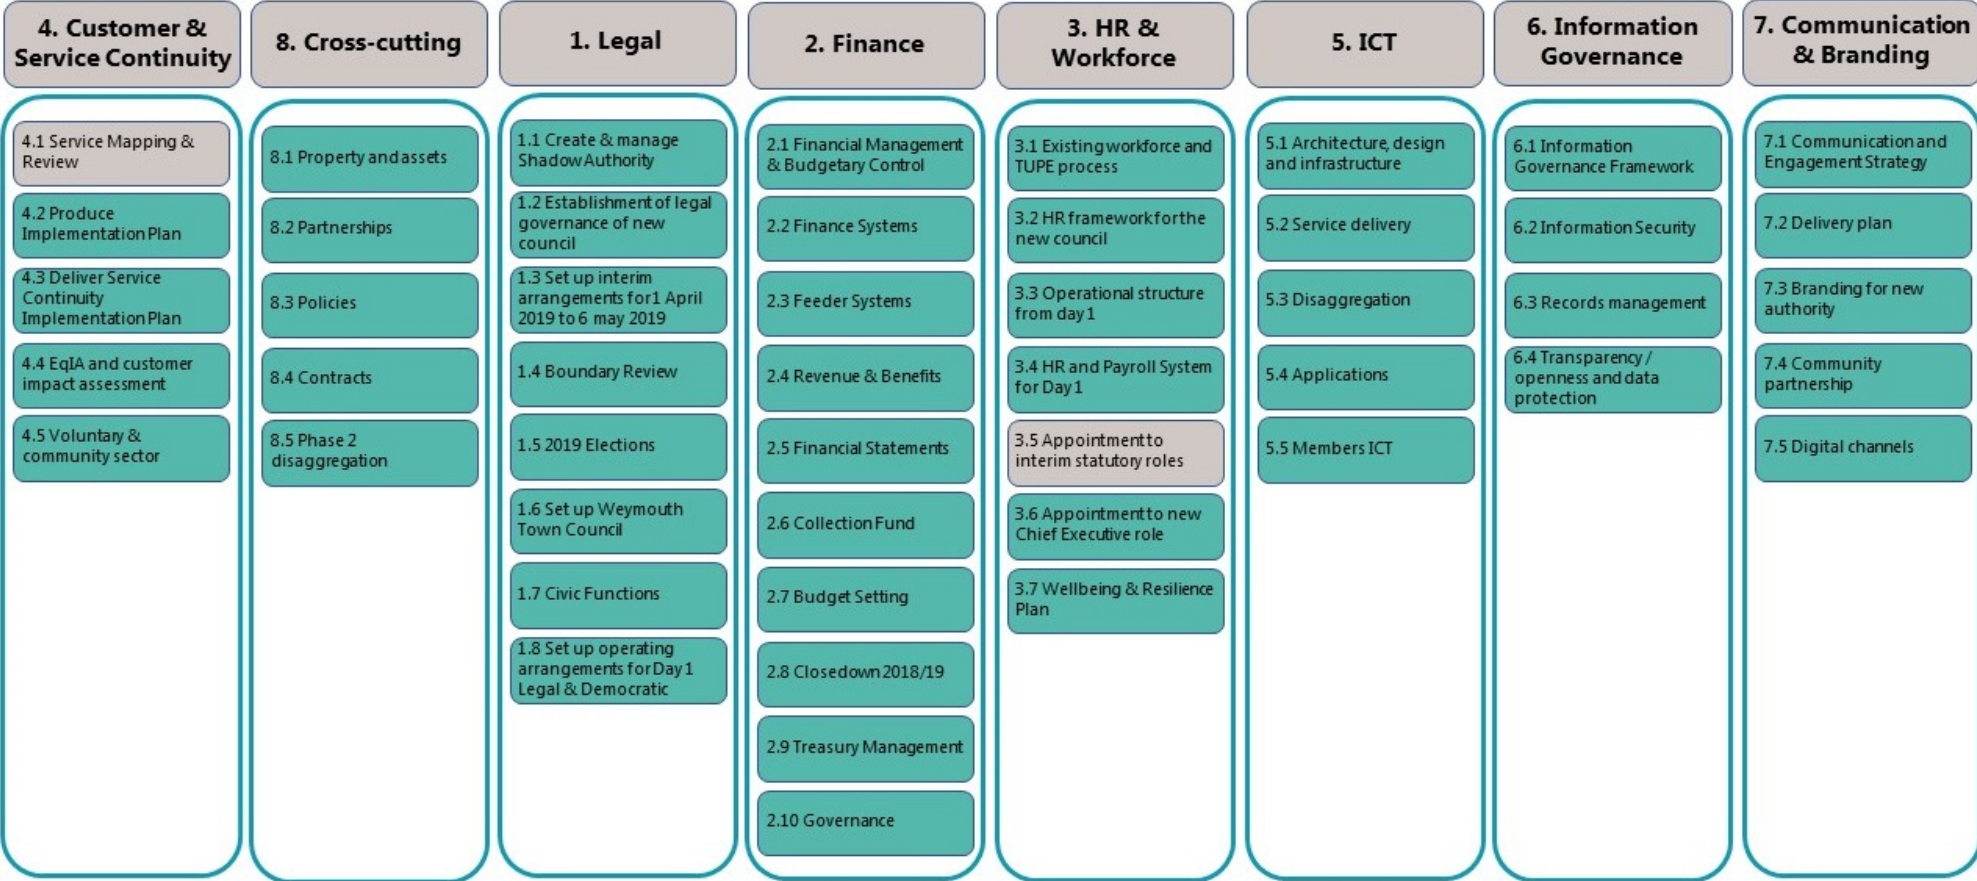 4. Customer &
Service Continuity
4.1 Service Mapping &
Review
4.2 Produce
Implementation Plan
4.3 Deliver Service
Continuity
Implementation Plan
4.4 EqIA and customer
impact assessment
4.5 Voluntary &
community sector
8. Cross-cutting
8.1 Property and assets
8.2 Partnerships
8.3 Policies
8.4 Contracts
8.5 Phase 2
disaggregation
1. Legal
1.1 Create & manage
Shadow Authority
1.2 Establishment of legal
governance of new
council
1.3 Set up interim
arrangements for 1 April
2019 to 6 may 2019
1.4 Boundary Review
1.5 2019 Elections
1.6 Set up Weymouth
Town Council
1.7 Civic Functions
1.8 Set up operating
arrangements for Day 1
Legal & Democratic
2. Finance
2.1 Financial Management
& Budgetary Control
2.2 Finance Systems
2.3 Feeder Systems
2.4 Revenue & Benefits
2.5 Financial Statements
2.6 Collection Fund
2.7 Budget Setting
2.8 Closedown 2018/19
2.9 Treasury Management
2.10 Governance
3. HR &
Workforce
3.1 Existing workforce and
TUPE process
3.2 HR framework for the
new council
3.3 Operational structure
from day 1
3.4 HR and Payroll System
for Day 1
3.5 Appointment to
interim statutory roles
3.6 Appointment to new
Chief Executive role
3.7 Wellbeing & Resilience
Plan
5. ICT
5.1 Architecture, design
and infrastructure
5.2 Service delivery
5.3 Disaggregation
5.4 Applications
5.5 Members ICT
6. Information
Governance
6.1 Information
Governance Framework
6.2 Information Security
6.3 Records management
6.4 Transparency /
openness and data
protection
7. Communication
& Branding
7.1 Communication and
Engagement Strategy
7.2 Delivery plan
7.3 Branding for new
authority
7.4 Community
partnership
7.5 Digital channels